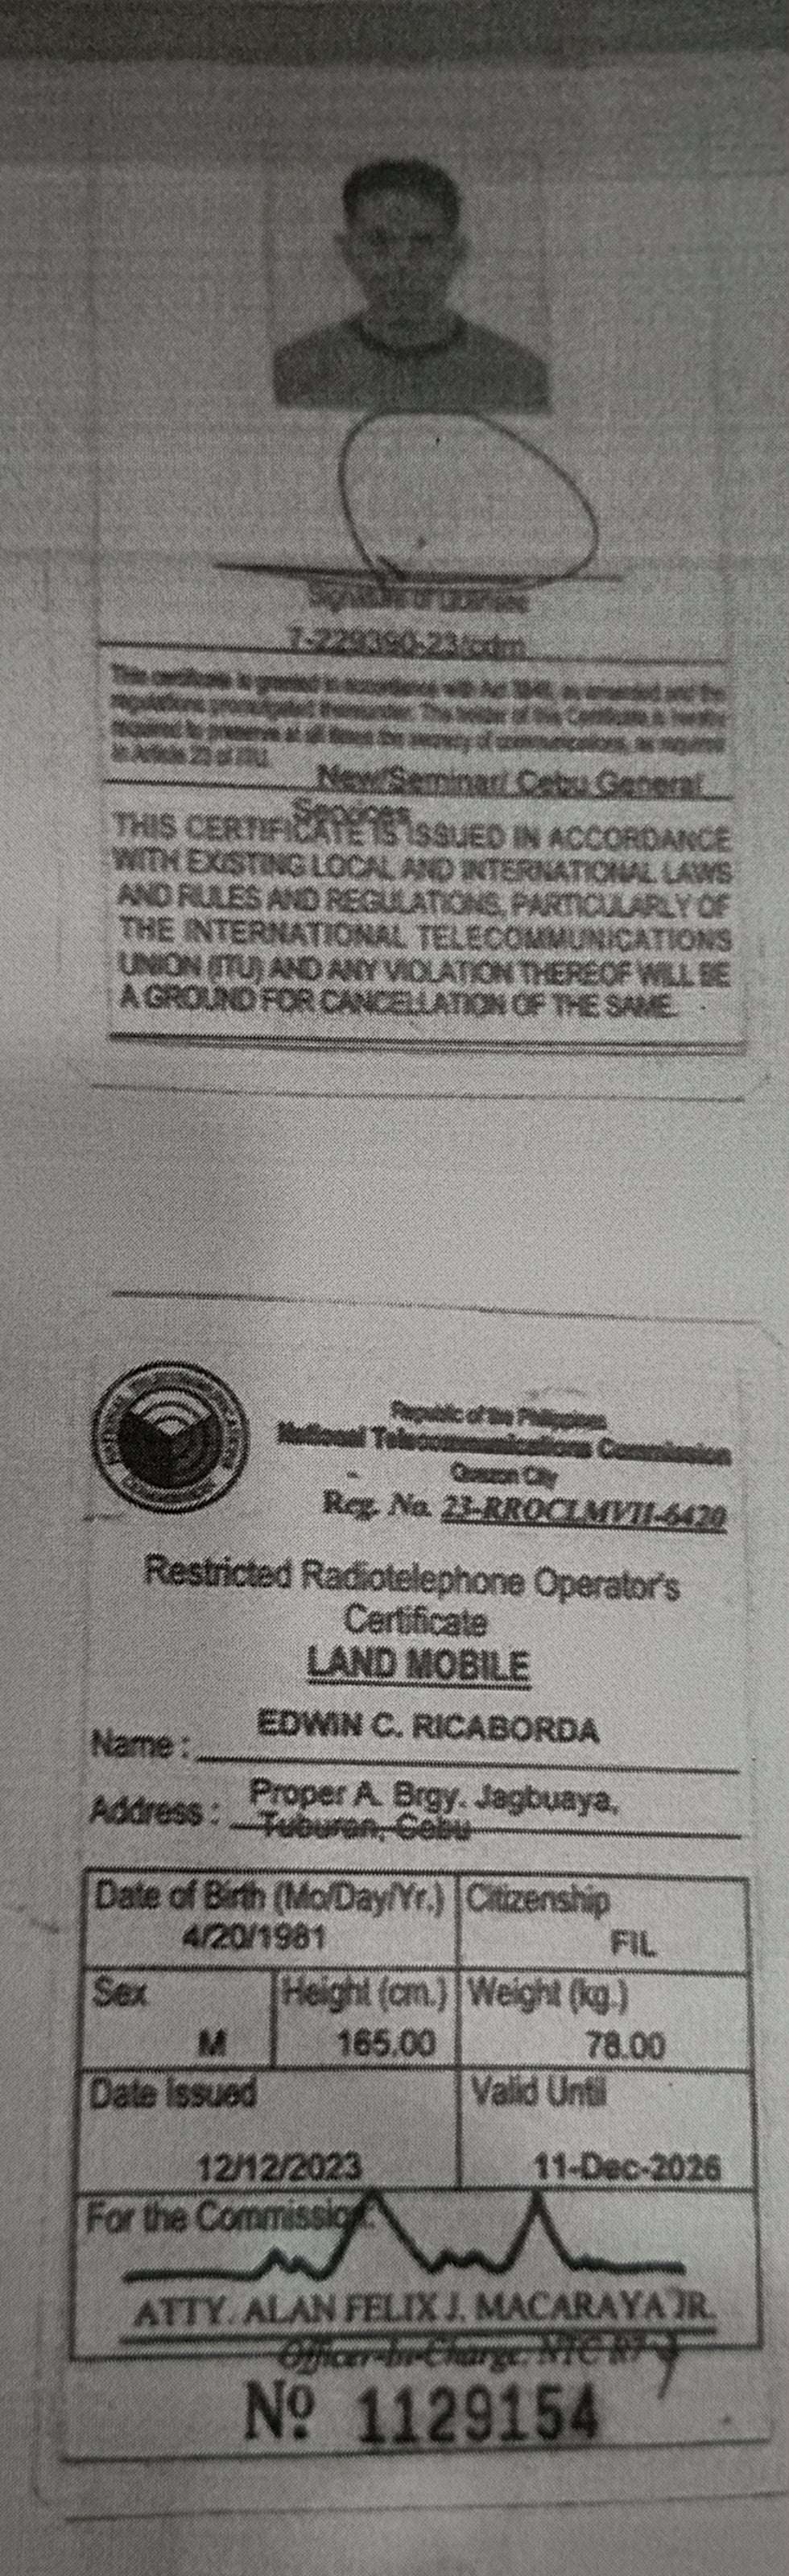 Signature of Licensee
7-229390-23/cdm
This certificate is granted in accordance with Act 3846, as amended and the
regulations promulgated thereunder. The holder of this Certificate is hereby
required to preserve at all times the secrecy of communications, as required
in Article 23 of ITU.
New/Seminar/ Cebu General
Services
THIS CERTIFICATE IS ISSUED IN ACCORDANCE
WITH EXISTING LOCAL AND INTERNATIONAL LAWS
AND RULES AND REGULATIONS, PARTICULARLY OF
THE INTERNATIONAL TELECOMMUNICATIONS
UNION (ITU) AND ANY VIOLATION THEREOF WILL BE
A GROUND FOR CANCELLATION OF THE SAME.
Republic of the Philippines
National Telecommunications Commission
Quezon City
Reg. No. 23-RROCLMVII-6420
Restricted Radiotelephone Operator's
Certificate
LAND MOBILE
Name : EDWIN C. RICABORDA
Address : Proper A. Brgy. Jagbuaya,
Tuburan, Cebu
Date of Birth (Mo/Day/Yr.) Citizenship
4/20/1981 FIL
Sex Height (cm.) Weight (kg.)
M 165.00 78.00
Date Issued Valid Until
12/12/2023 11-Dec-2026
For the Commission:
ATTY. ALAN FELIX J. MACARAYA JR.
Officer-In-Charge, NTC R7
Nº 1129154